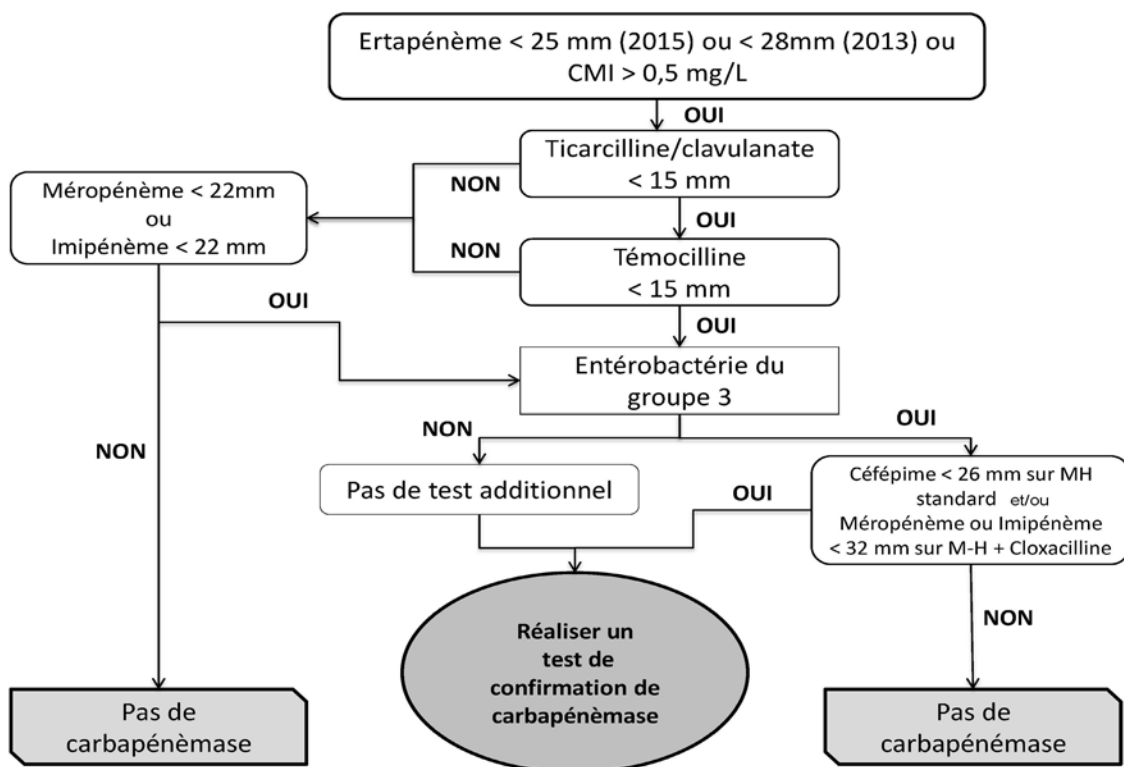 Ertapénème < 25 mm (2015) ou < 28mm (2013) ou
CMI > 0,5 mg/L
OUI
Ticarcilline/clavulanate
< 15 mm
NON
Méropénème < 22mm
ou
Imipénème < 22 mm
OUI
NON
Témocilline
< 15 mm
OUI
OUI
Entérobactérie du
groupe 3
NON
NON
OUI
Pas de test additionnel
OUI
Céfépime < 26 mm sur MH
standard et/ou
Méropénème ou Imipénème
< 32 mm sur M-H + Cloxacilline
NON
Réaliser un
test de
confirmation de
carbapénèmase
Pas de
carbapénèmase
Pas de
carbapénémase